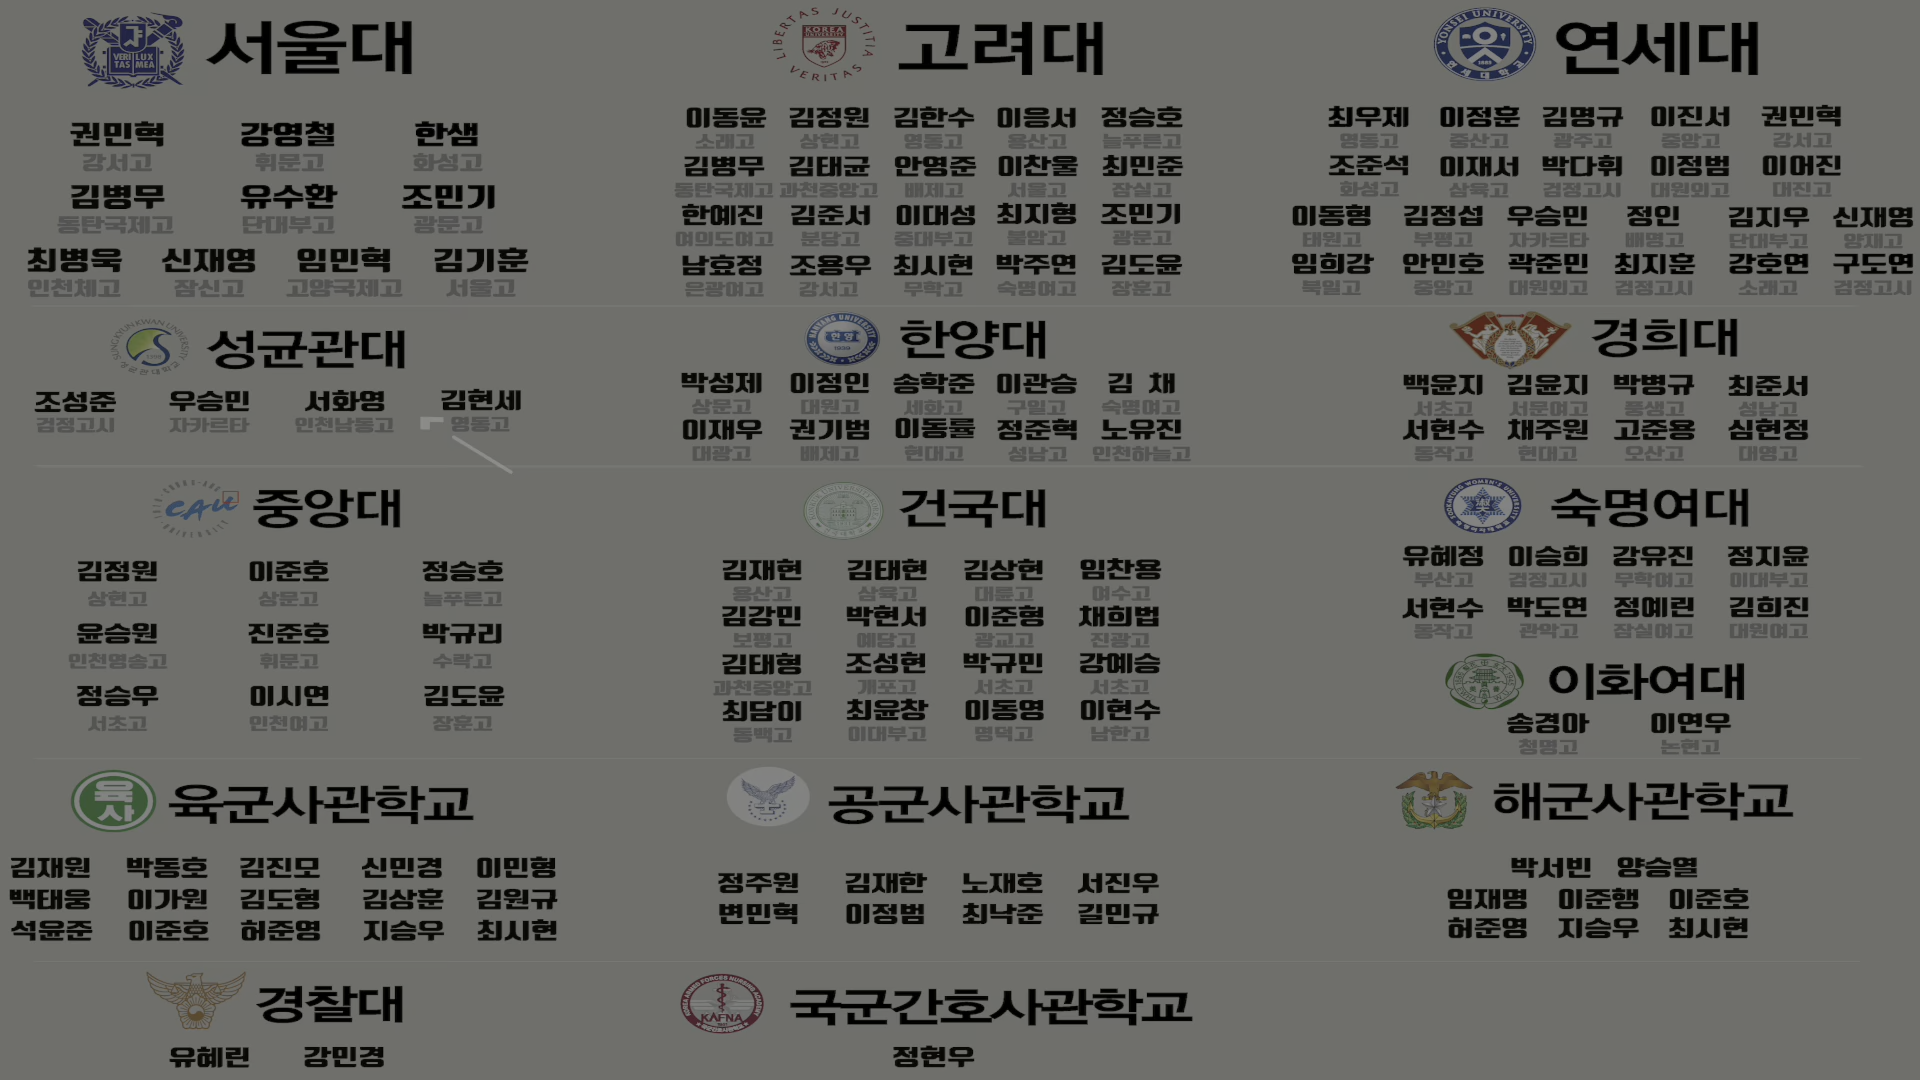 서울대
권민혁 강영철 한샘
강서고 휘문고 화성고
김병무 유수환 조민기
동탄국제고 단대부고 광문고
최병욱 신재영 임민혁 김기훈
인천체고 잠신고 고양국제고 서울고
LIBERTAS JUSTITIA VERITAS
고려대
이동윤 김정원 김한수 이응서 정승호
소래고 상현고 영동고 용산고 늘푸른고
김병무 김태균 안영준 이찬울 최민준
동탄국제고 과천중앙고 배제고 서울고 잠실고
한예진 김준서 이대성 최지형 조민기
여의도여고 분당고 중대부고 불암고 광문고
남효정 조용우 최시현 박주연 김도윤
은광여고 강서고 무학고 숙명여고 장훈고
YONSEI UNIVERSITY
연세대
최우제 이정훈 김명규 이진서 권민혁
영동고 중산고 광주고 중앙고 강서고
조준석 이재서 박다휘 이정범 이어진
화성고 삼육고 검정고시 대원외고 대진고
이동형 김정섭 우승민 정인 김지우 신재영
태원고 부평고 자카르타 배명고 단대부고 양재고
임희강 안민호 곽준민 최지훈 강호연 구도연
북일고 중앙고 대원외고 검정고시 소래고 검정고시
성균관대
조성준 우승민 서화영 김현세
검정고시 자카르타 인천남동고 영동고
한양대
박성제 이정인 송학준 이관승 김 채
상문고 대원고 세화고 구일고 숙명여고
이재우 권기범 이동률 정준혁 노유진
대광고 배제고 현대고 성남고 인천하늘고
경희대
백윤지 김윤지 박병규 최준서
서초고 서문여고 풍생고 성남고
서현수 채주원 고준용 심현정
동작고 현대고 오산고 대영고
CAU
중앙대
김정원 이준호 정승호
상현고 상문고 늘푸른고
윤승원 진준호 박규리
인천영송고 휘문고 수락고
정승우 이시연 김도윤
서초고 인천여고 장훈고
건국대
김재현 김태현 김상현 임찬용
용산고 삼육고 대륜고 여수고
김강민 박현서 이준형 채희법
보평고 예당고 광교고 진광고
김태형 조성현 박규민 강예승
과천중앙고 개포고 서초고 서초고
최담이 최윤창 이동영 이현수
동백고 이대부고 명덕고 남한고
숙명여대
유혜정 이승희 강유진 정지윤
부산고 검정고시 무학여고 이대부고
서현수 박도연 정예린 김희진
동작고 관악고 잠실여고 대원여고
이화여대
송경아 이연우
청명고 논현고
육사
육군사관학교
김재원 박동호 김진모 신민경 이민형
백태웅 이가원 김도형 김상훈 김원규
석윤준 이준호 허준영 지승우 최시현
공군사관학교
정주원 김재한 노재호 서진우
변민혁 이정범 최낙준 길민규
해군사관학교
박서빈 양승열
임재명 이준행 이준호
허준영 지승우 최시현
경찰대
유혜린 강민경
KAFNA
국군간호사관학교
정현우